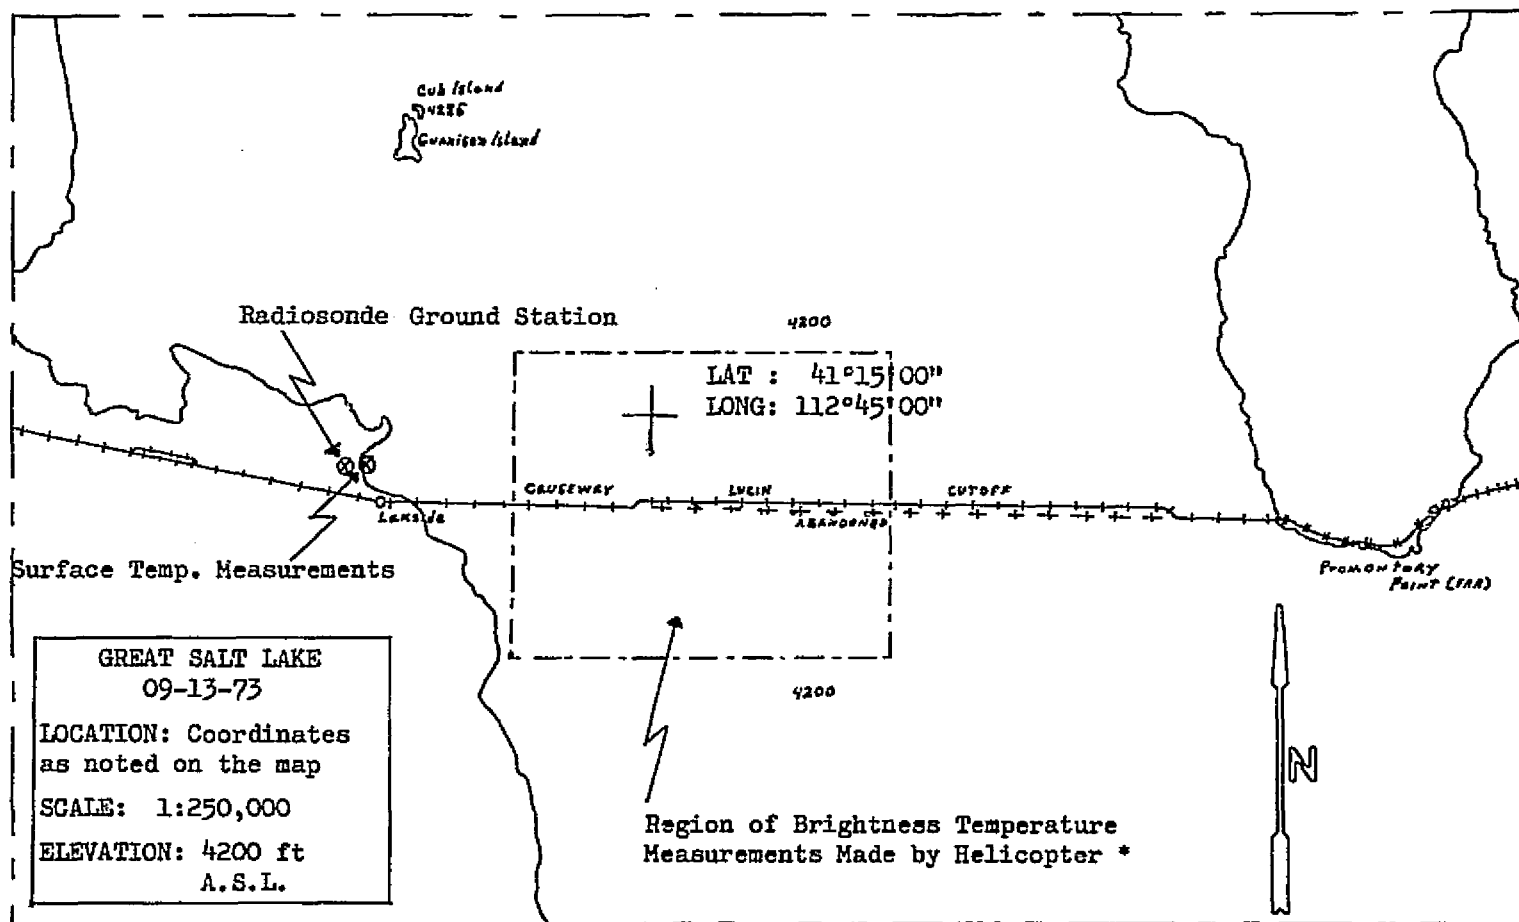 Cub Island
4285
Gunnison Island
Radiosonde Ground Station
4200
LAT : 41°15'00"
LONG: 112°45'00"
CAUSEWAY
LUCIN
CUTOFF
Lakeside
ABANDONED
Surface Temp. Measurements
PROMONTORY
POINT (FAA)
GREAT SALT LAKE
09-13-73
LOCATION: Coordinates
as noted on the map
SCALE: 1:250,000
ELEVATION: 4200 ft
A.S.L.
4200
N
Region of Brightness Temperature
Measurements Made by Helicopter *